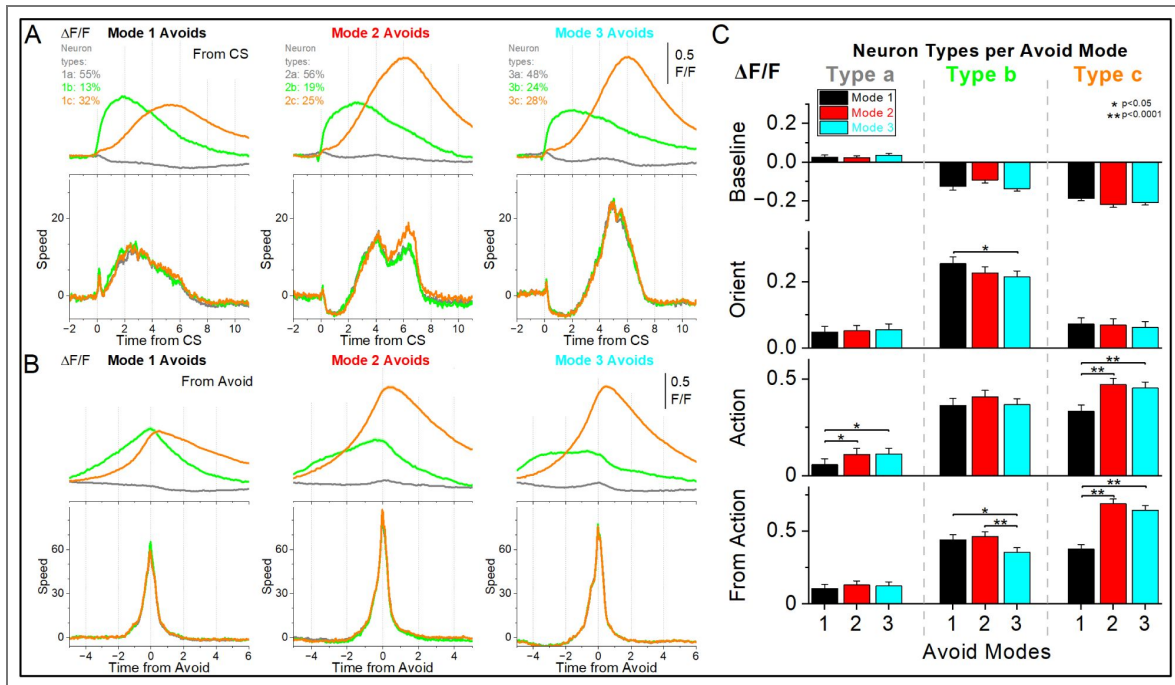 A
ΔF/F
Mode 1 Avoids
From CS
Neuron
types:
1a: 55%
1b: 13%
1c: 32%
Mode 2 Avoids
Neuron
types:
2a: 56%
2b: 19%
2c: 25%
Mode 3 Avoids
Neuron
types:
3a: 48%
3b: 24%
3c: 28%
0.5
F/F
Speed
20
0
-2 0 2 4 6 8 10
Time from CS
Speed
20
0
-2 0 2 4 6 8 10
Time from CS
Speed
20
0
-2 0 2 4 6 8 10
Time from CS
B
ΔF/F
Mode 1 Avoids
From Avoid
Mode 2 Avoids
Mode 3 Avoids
0.5
F/F
Speed
60
30
0
-4 -2 0 2 4
Time from Avoid
Speed
60
30
0
-4 -2 0 2 4
Time from Avoid
Speed
60
30
0
-4 -2 0 2 4 6
Time from Avoid
C
Neuron Types per Avoid Mode
ΔF/F
Type a
Type b
Type c
Mode 1
Mode 2
Mode 3
* p<0.05
** p<0.0001
Baseline
0.2
0.0
−0.2
Orient
0.2
0.0
*
Action
0.5
0
*
*
**
**
From Action
0.5
0
*
**
**
**
1 2 3 1 2 3 1 2 3
Avoid Modes